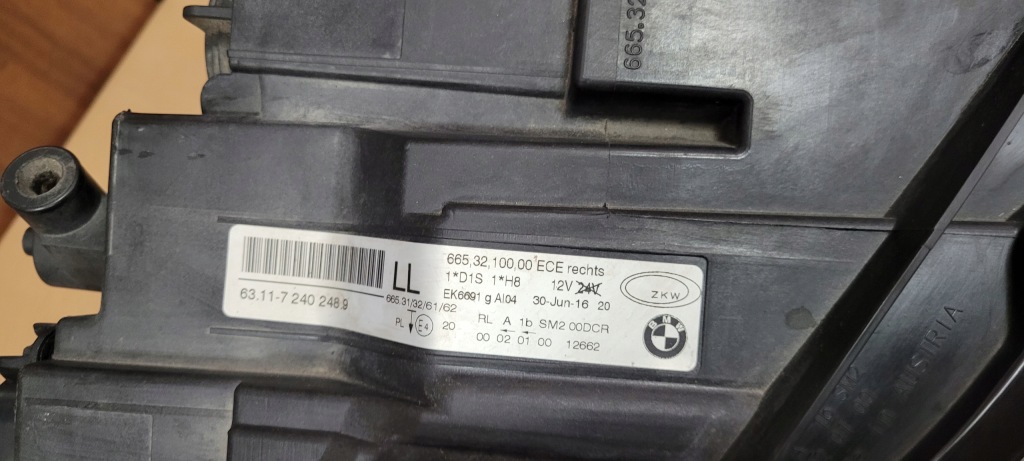 665.32
LL
665,32,100,00 ECE rechts
1*D1S 1*H8 12V 24V
63.11-7 240 248.9
665.31/32/61/62
EK6691 g AI04 30-Jun-16 20
ZKW
PL E4 20 RL A 1b SM2 00DCR
00 02 01 00 12662
BMW
AUSTRIA